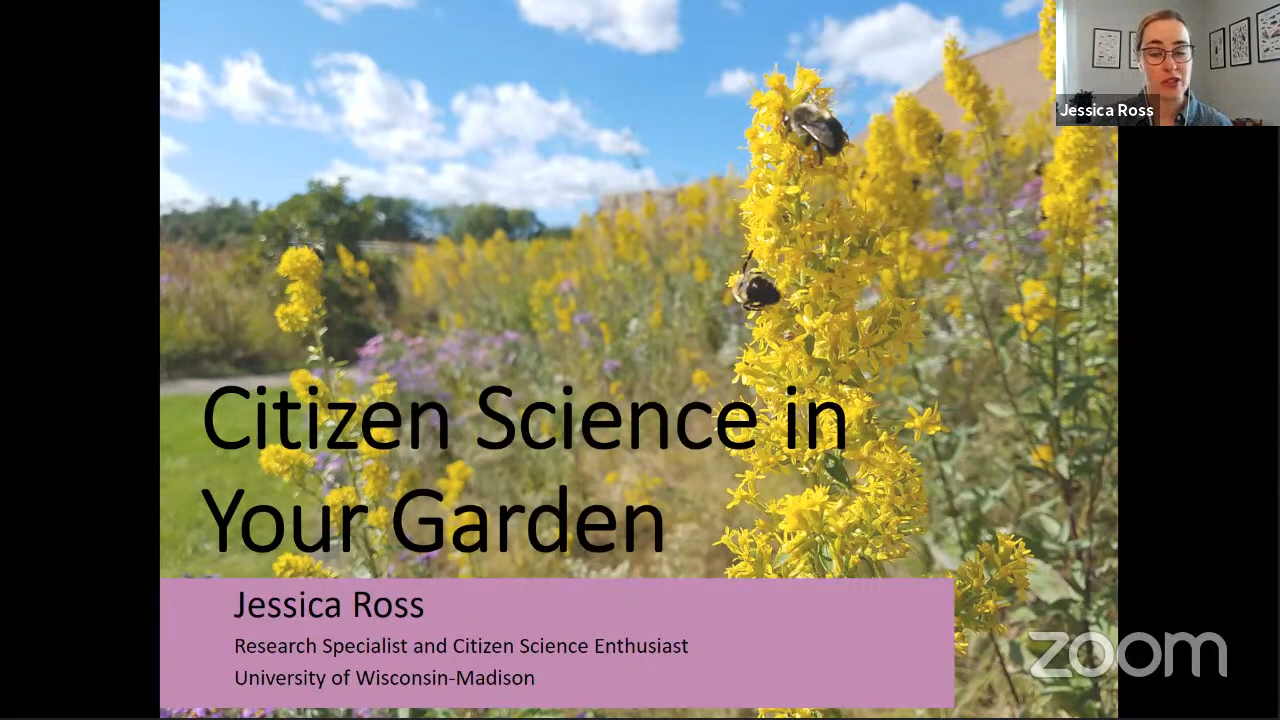 Jessica Ross
Citizen Science in
Your Garden
Jessica Ross
Research Specialist and Citizen Science Enthusiast
University of Wisconsin-Madison
zoom